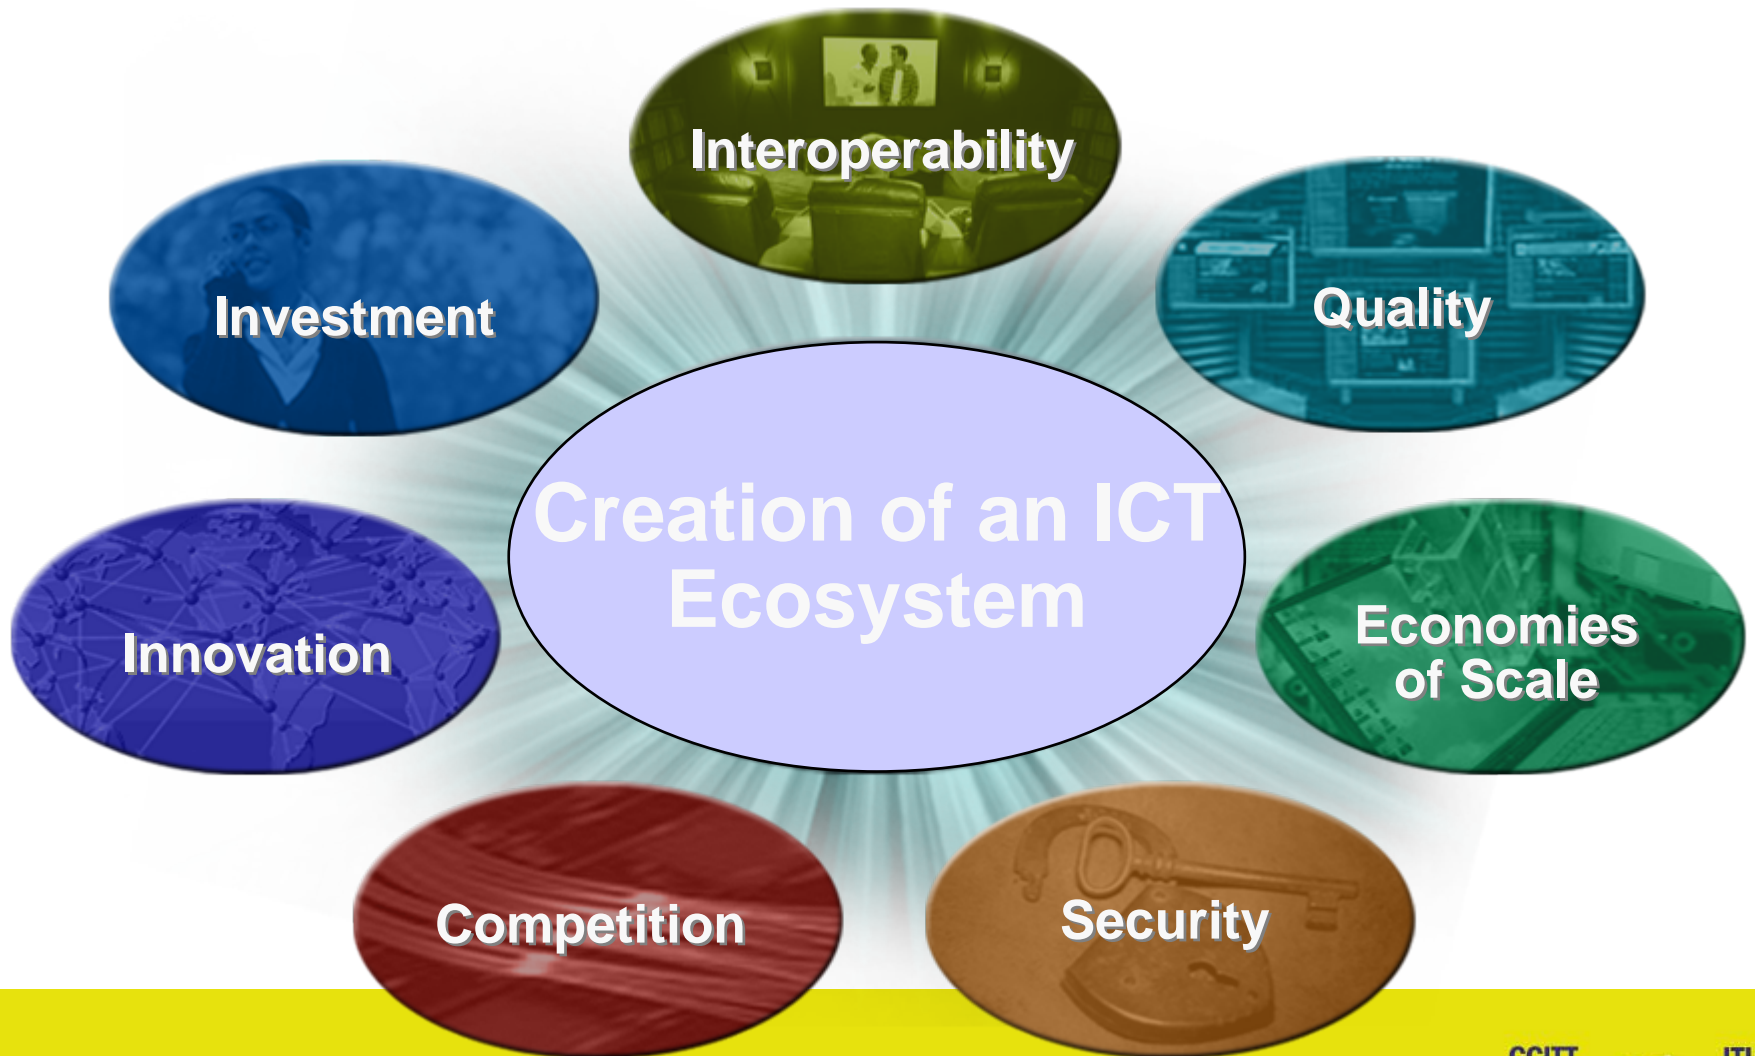 Interoperability
Investment
Quality
Creation of an ICT
Ecosystem
Innovation
Economies
of Scale
Competition
Security